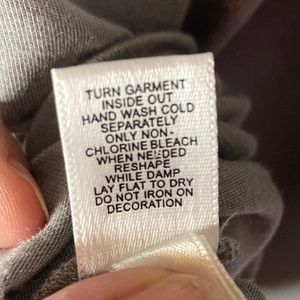 TURN GARMENT
INSIDE OUT
HAND WASH COLD
SEPARATELY
ONLY NON-
CHLORINE BLEACH
WHEN NEEDED
RESHAPE
WHILE DAMP
LAY FLAT TO DRY
DO NOT IRON ON
DECORATION